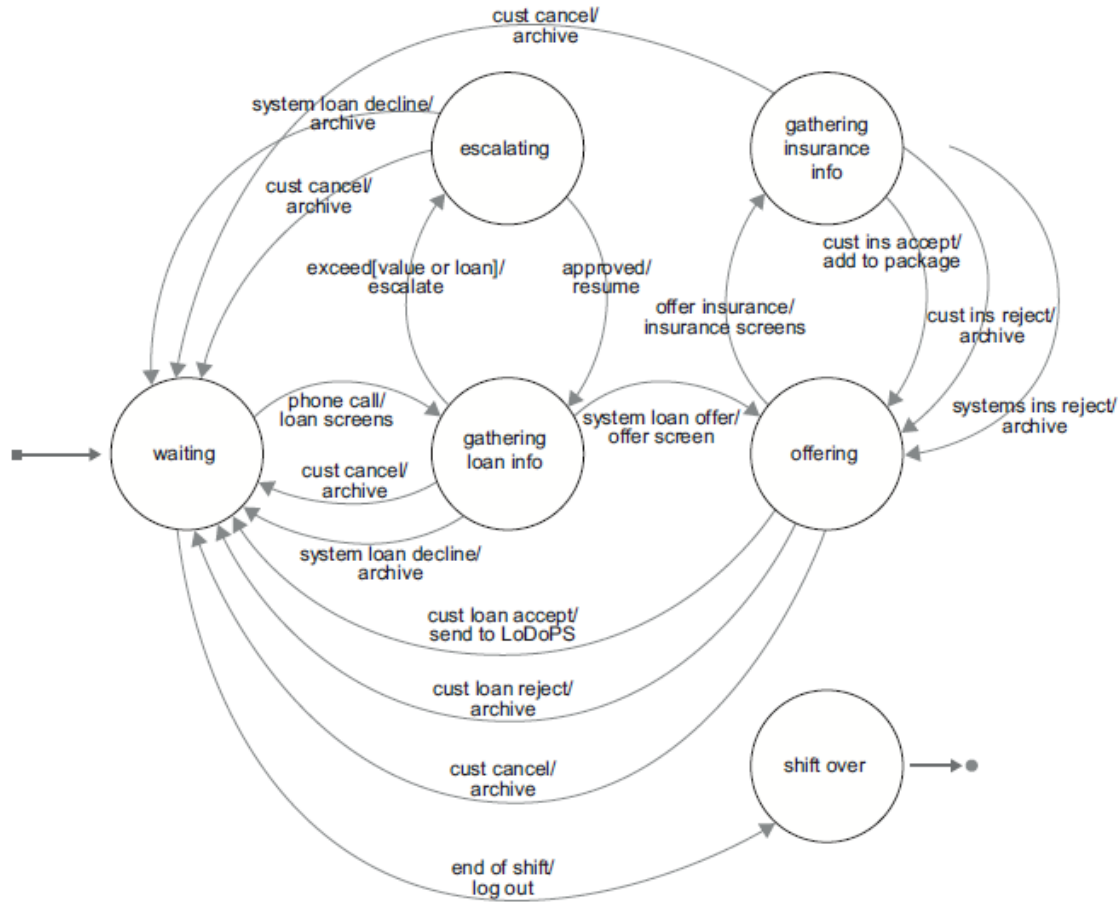 cust cancel/
archive
system loan decline/
archive
escalating
gathering
insurance
info
cust cancel/
archive
exceed[value or loan]/
escalate
approved/
resume
cust ins accept/
add to package
offer insurance/
insurance screens
cust ins reject/
archive
phone call/
loan screens
system loan offer/
offer screen
systems ins reject/
archive
waiting
gathering
loan info
offering
cust cancel/
archive
system loan decline/
archive
cust loan accept/
send to LoDoPS
cust loan reject/
archive
cust cancel/
archive
shift over
end of shift/
log out